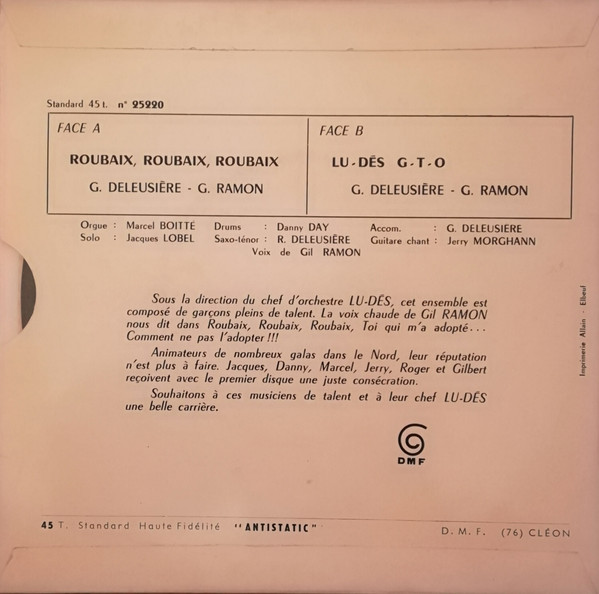 Standard 45 t. n° 25220
FACE A
ROUBAIX, ROUBAIX, ROUBAIX
G. DELEUSIÈRE - G. RAMON
FACE B
LU-DÉS G-T-O
G. DELEUSIÈRE - G. RAMON
Orgue : Marcel BOITTÉ Drums : Danny DAY Accom. : G. DELEUSIERE
Solo : Jacques LOBEL Saxo-ténor : R. DELEUSIÈRE Guitare chant : Jerry MORGHANN
Voix de Gil RAMON
Sous la direction du chef d'orchestre LU-DÉS, cet ensemble est
composé de garçons pleins de talent. La voix chaude de Gil RAMON
nous dit dans Roubaix, Roubaix, Roubaix, Toi qui m'a adopté...
Comment ne pas l'adopter !!!
Animateurs de nombreux galas dans le Nord, leur réputation
n'est plus à faire. Jacques, Danny, Marcel, Jerry, Roger et Gilbert
reçoivent avec le premier disque une juste consécration.
Souhaitons à ces musiciens de talent et à leur chef LU-DÉS
une belle carrière.
DMF
Imprimerie Allain - Elbeuf
45 T. Standard Haute Fidélité "ANTISTATIC"
D. M. F. (76) CLÉON